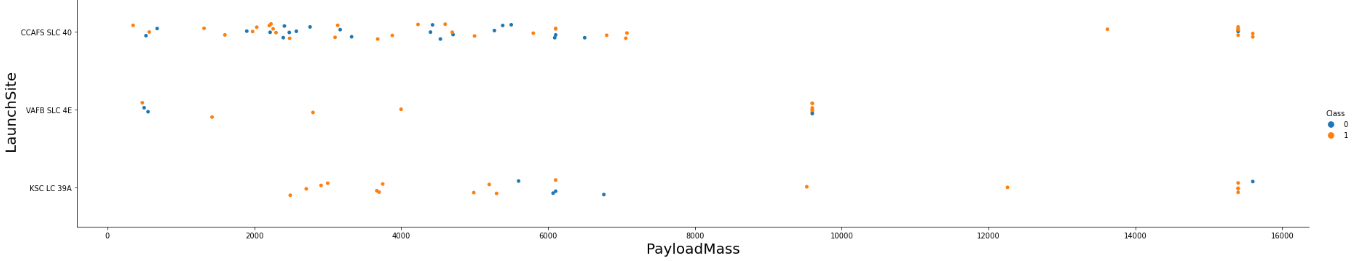 CCAFS SLC 40
VAFB SLC 4E
KSC LC 39A
LaunchSite
0 2000 4000 6000 8000 10000 12000 14000 16000
PayloadMass
Class
0
1